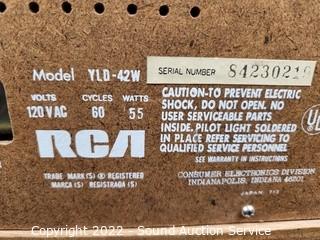 Model YLD-42W
SERIAL NUMBER 84230210
VOLTS CYCLES WATTS
120 VAC 60 55
RCA
TRADE MARK(S) ® REGISTERED
MARCA(S) REGISTRADA(S)
CAUTION-TO PREVENT ELECTRIC
SHOCK, DO NOT OPEN. NO
USER SERVICEABLE PARTS
INSIDE. PILOT LIGHT SOLDERED
IN PLACE REFER SERVICING TO
QUALIFIED SERVICE PERSONNEL
SEE WARRANTY IN INSTRUCTIONS
UL
CONSUMER ELECTRONICS DIVISION
INDIANAPOLIS, INDIANA 46201
JAPAN
Copyright 2022 - Sound Auction Service